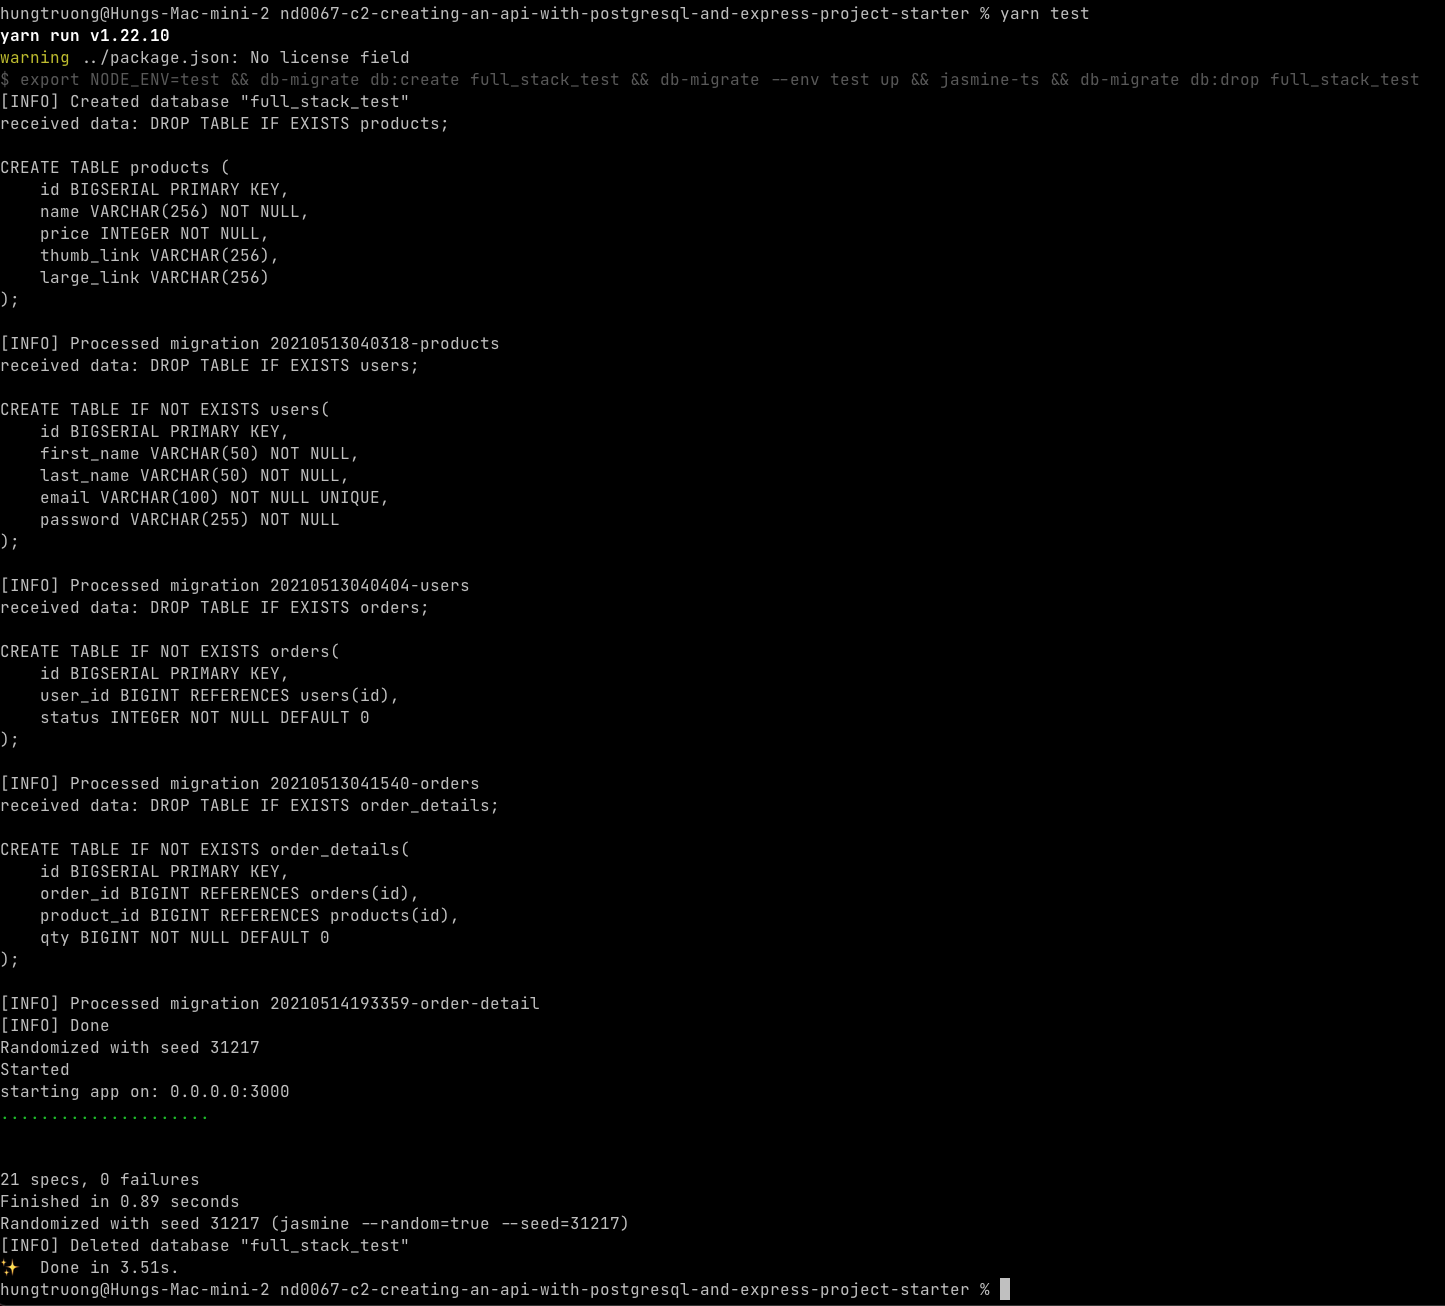 hungtruong@Hungs-Mac-mini-2 nd0067-c2-creating-an-api-with-postgresql-and-express-project-starter % yarn test
yarn run v1.22.10
warning ../package.json: No license field
$ export NODE_ENV=test && db-migrate db:create full_stack_test && db-migrate --env test up && jasmine-ts && db-migrate db:drop full_stack_test
[INFO] Created database "full_stack_test"
received data: DROP TABLE IF EXISTS products;
CREATE TABLE products (
    id BIGSERIAL PRIMARY KEY,
    name VARCHAR(256) NOT NULL,
    price INTEGER NOT NULL,
    thumb_link VARCHAR(256),
    large_link VARCHAR(256)
);
[INFO] Processed migration 20210513040318-products
received data: DROP TABLE IF EXISTS users;
CREATE TABLE IF NOT EXISTS users(
    id BIGSERIAL PRIMARY KEY,
    first_name VARCHAR(50) NOT NULL,
    last_name VARCHAR(50) NOT NULL,
    email VARCHAR(100) NOT NULL UNIQUE,
    password VARCHAR(255) NOT NULL
);
[INFO] Processed migration 20210513040404-users
received data: DROP TABLE IF EXISTS orders;
CREATE TABLE IF NOT EXISTS orders(
    id BIGSERIAL PRIMARY KEY,
    user_id BIGINT REFERENCES users(id),
    status INTEGER NOT NULL DEFAULT 0
);
[INFO] Processed migration 20210513041540-orders
received data: DROP TABLE IF EXISTS order_details;
CREATE TABLE IF NOT EXISTS order_details(
    id BIGSERIAL PRIMARY KEY,
    order_id BIGINT REFERENCES orders(id),
    product_id BIGINT REFERENCES products(id),
    qty BIGINT NOT NULL DEFAULT 0
);
[INFO] Processed migration 20210514193359-order-detail
[INFO] Done
Randomized with seed 31217
Started
starting app on: 0.0.0.0:3000
.....................
21 specs, 0 failures
Finished in 0.89 seconds
Randomized with seed 31217 (jasmine --random=true --seed=31217)
[INFO] Deleted database "full_stack_test"
✨  Done in 3.51s.
hungtruong@Hungs-Mac-mini-2 nd0067-c2-creating-an-api-with-postgresql-and-express-project-starter %